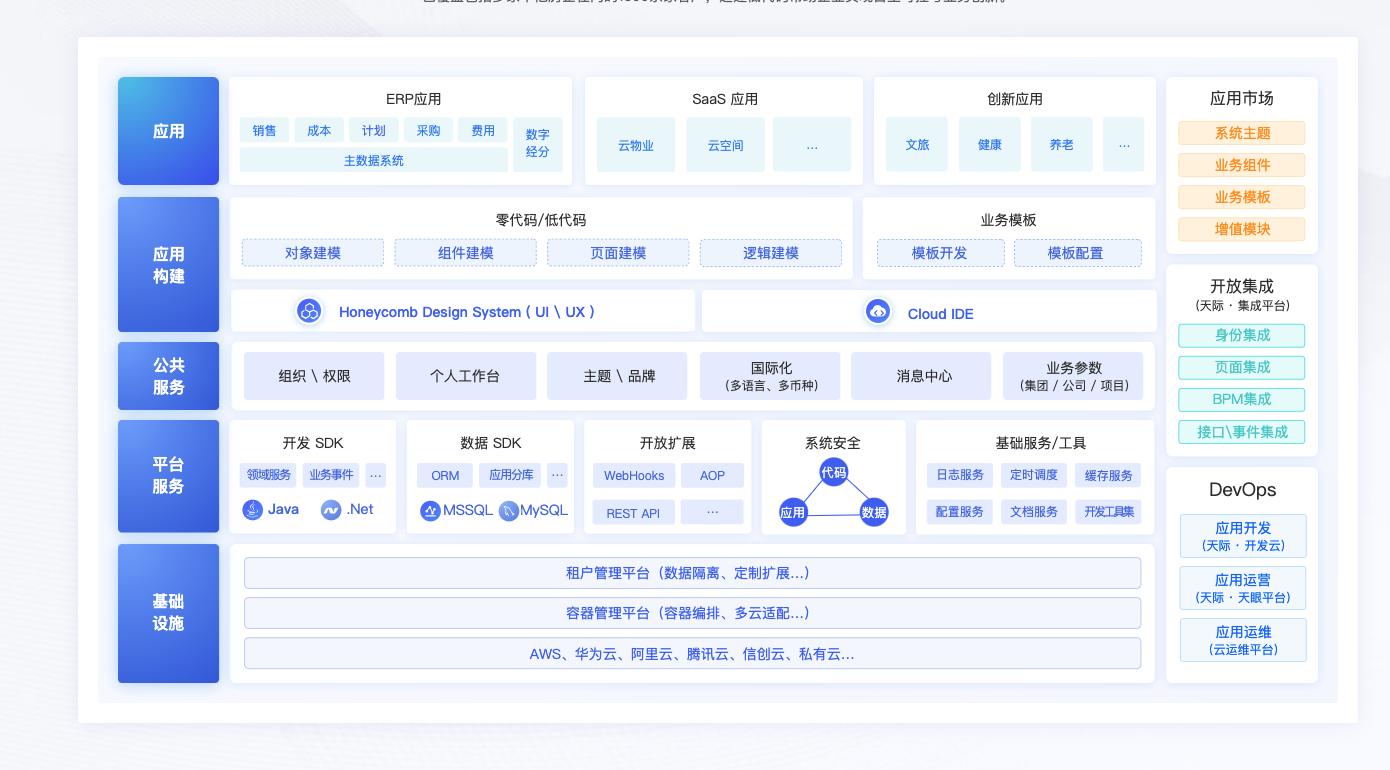 应用
ERP应用
销售
成本
计划
采购
费用
主数据系统
数字
经分
SaaS 应用
云物业
云空间
...
创新应用
文旅
健康
养老
...
应用
构建
零代码/低代码
对象建模
组件建模
页面建模
逻辑建模
业务模板
模板开发
模板配置
Honeycomb Design System ( UI \ UX )
Cloud IDE
公共
服务
组织 \ 权限
个人工作台
主题 \ 品牌
国际化
(多语言、多币种)
消息中心
业务参数
(集团 / 公司 / 项目)
平台
服务
开发 SDK
领域服务
业务事件
...
Java
.Net
数据 SDK
ORM
应用分库
...
MSSQL
MySQL
开放扩展
WebHooks
AOP
REST API
...
系统安全
代码
应用
数据
基础服务/工具
日志服务
定时调度
缓存服务
配置服务
文档服务
开发工具集
基础
设施
租户管理平台（数据隔离、定制扩展...）
容器管理平台（容器编排、多云适配...）
AWS、华为云、阿里云、腾讯云、信创云、私有云...
应用市场
系统主题
业务组件
业务模板
增值模块
开放集成
(天际 · 集成平台)
身份集成
页面集成
BPM集成
接口\事件集成
DevOps
应用开发
(天际 · 开发云)
应用运营
(天际 · 天眼平台)
应用运维
(云运维平台)